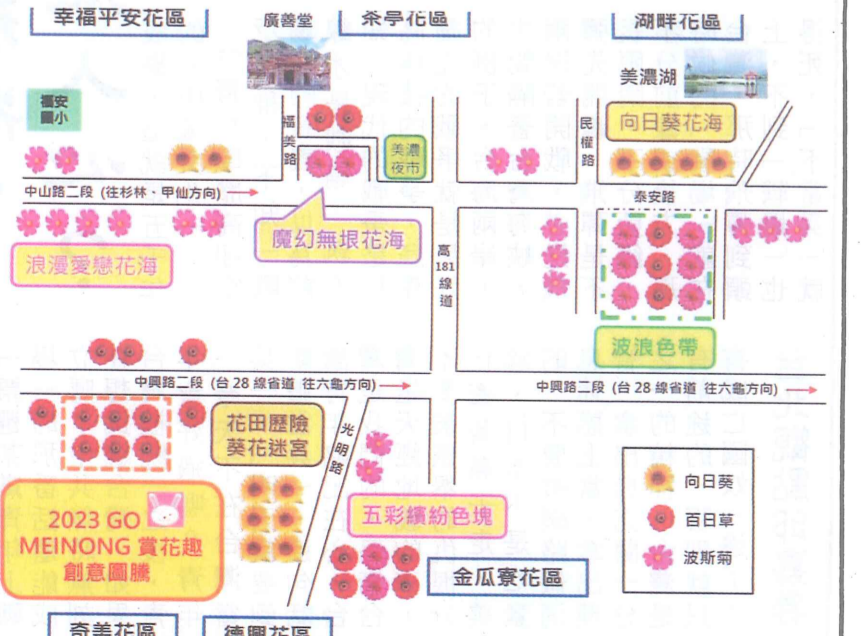 幸福平安花區
廣善堂
茶亭花區
湖畔花區
美濃湖
福安
國小
福美路
美濃
夜市
民權路
向日葵花海
中山路二段 (往杉林、甲仙方向)
泰安路
魔幻無垠花海
浪漫愛戀花海
高181線道
波浪色帶
中興路二段 (台 28 線省道 往六龜方向)
中興路二段 (台 28 線省道 往六龜方向)
花田歷險
葵花迷宮
光明路
向日葵
百日草
波斯菊
2023 GO
MEINONG 賞花趣
創意圖騰
五彩繽紛色塊
金瓜寮花區
奇美花區
德興花區